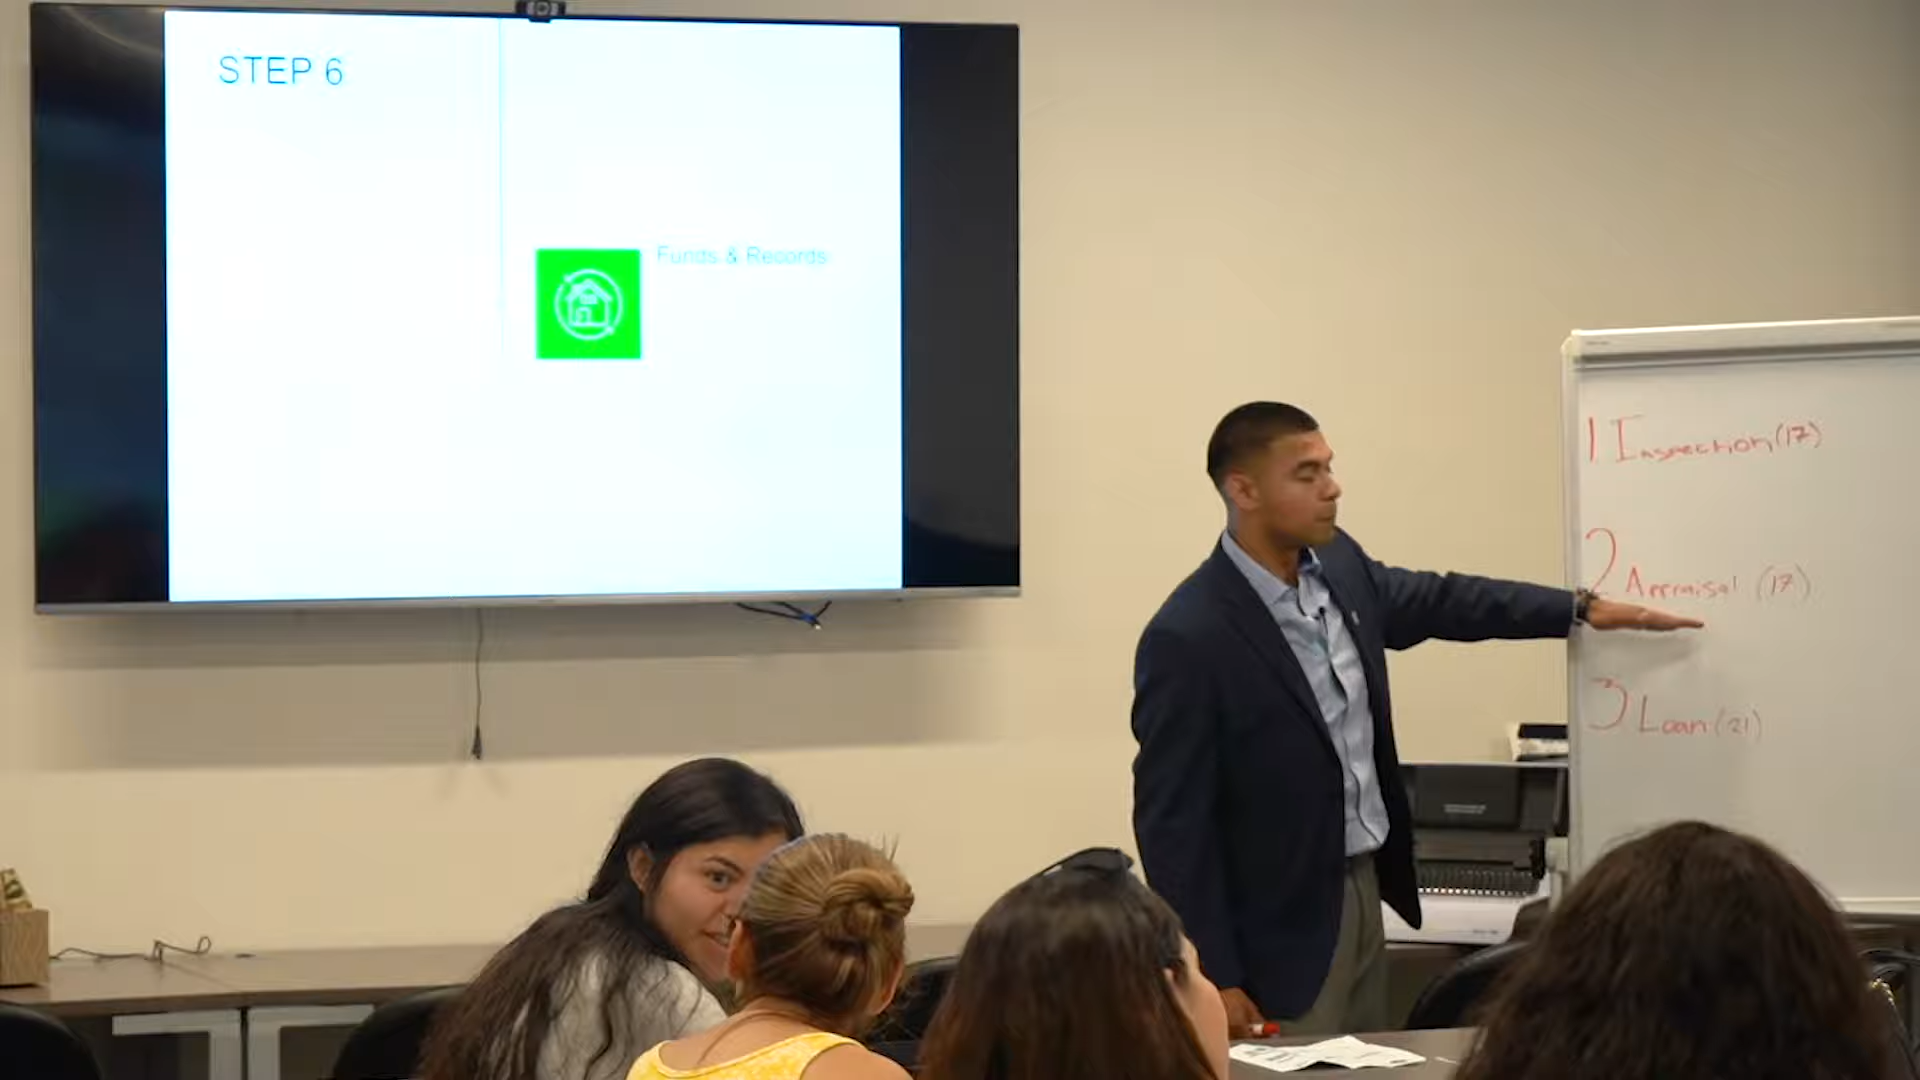 STEP 6
Funds & Records
1 Inspection (17)
2 Appraisal (17)
3 Loan (21)